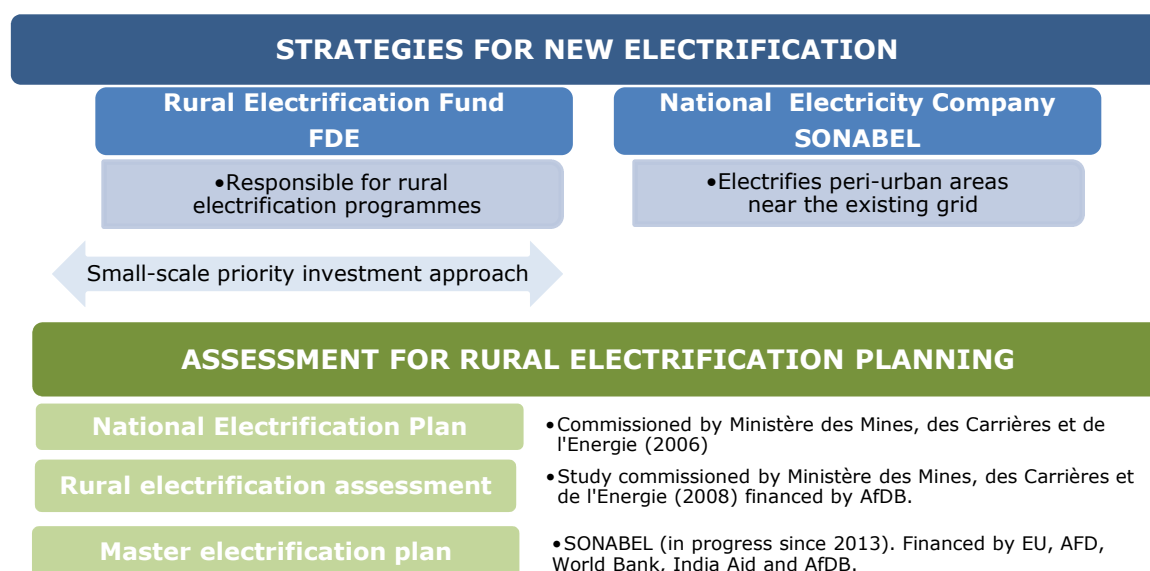 STRATEGIES FOR NEW ELECTRIFICATION
Rural Electrification Fund
FDE
•Responsible for rural
electrification programmes
National  Electricity Company
SONABEL
•Electrifies peri-urban areas
near the existing grid
Small-scale priority investment approach
ASSESSMENT FOR RURAL ELECTRIFICATION PLANNING
National Electrification Plan
•Commissioned by Ministère des Mines, des Carrières et de
l'Energie (2006)
Rural electrification assessment
•Study commissioned by Ministère des Mines, des Carrières et
de l'Energie (2008) financed by AfDB.
Master electrification plan
•SONABEL (in progress since 2013). Financed by EU, AFD,
World Bank, India Aid and AfDB.